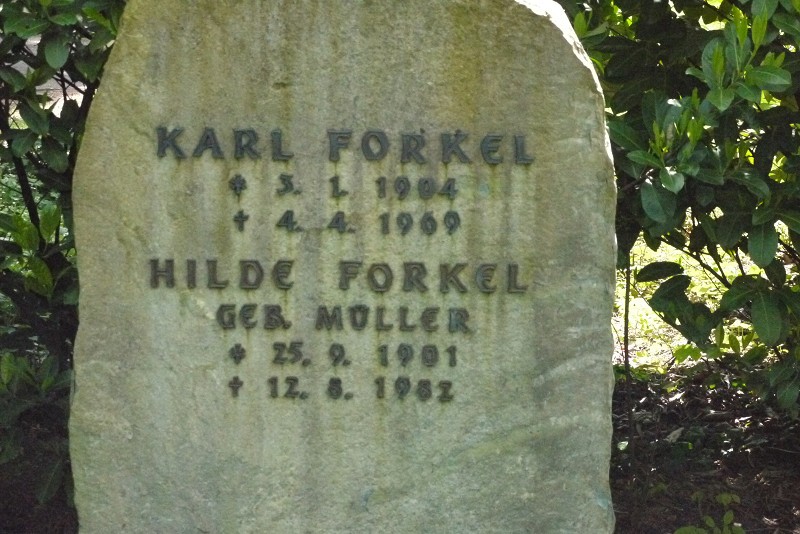 KARL FORKEL
✶ 3. 1. 1904
✝ 4. 4. 1969
HILDE FORKEL
GEB. MÜLLER
✶ 25. 9. 1901
✝ 12. 8. 1982